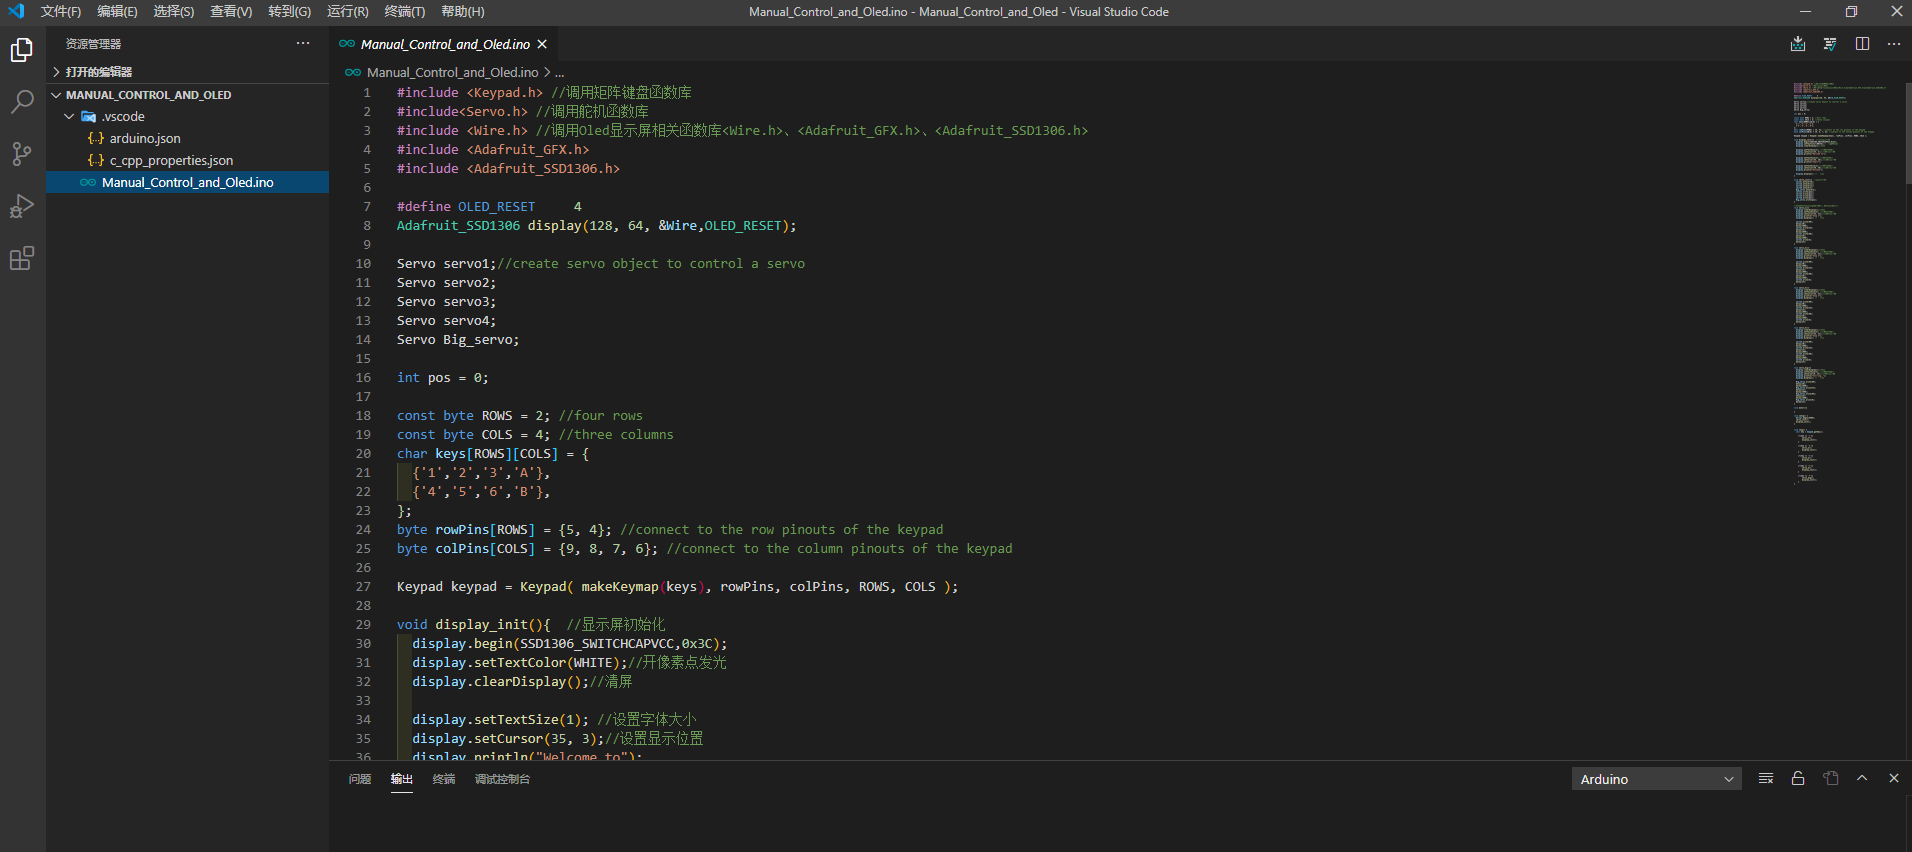 文件(F) 编辑(E) 选择(S) 查看(V) 转到(G) 运行(R) 终端(T) 帮助(H)
Manual_Control_and_Oled.ino - Manual_Control_and_Oled - Visual Studio Code
资源管理器
打开的编辑器
MANUAL_CONTROL_AND_OLED
.vscode
{..} arduino.json
{..} c_cpp_properties.json
Manual_Control_and_Oled.ino
Manual_Control_and_Oled.ino
Manual_Control_and_Oled.ino > ...
1 #include <Keypad.h> //调用矩阵键盘函数库
2 #include<Servo.h> //调用舵机函数库
3 #include <Wire.h> //调用Oled显示屏相关函数库<Wire.h>、<Adafruit_GFX.h>、<Adafruit_SSD1306.h>
4 #include <Adafruit_GFX.h>
5 #include <Adafruit_SSD1306.h>
6
7 #define OLED_RESET     4
8 Adafruit_SSD1306 display(128, 64, &Wire,OLED_RESET);
9
10 Servo servo1;//create servo object to control a servo
11 Servo servo2;
12 Servo servo3;
13 Servo servo4;
14 Servo Big_servo;
15
16 int pos = 0;
17
18 const byte ROWS = 2; //four rows
19 const byte COLS = 4; //three columns
20 char keys[ROWS][COLS] = {
21   {'1','2','3','A'},
22   {'4','5','6','B'},
23 };
24 byte rowPins[ROWS] = {5, 4}; //connect to the row pinouts of the keypad
25 byte colPins[COLS] = {9, 8, 7, 6}; //connect to the column pinouts of the keypad
26
27 Keypad keypad = Keypad( makeKeymap(keys), rowPins, colPins, ROWS, COLS );
28
29 void display_init(){  //显示屏初始化
30   display.begin(SSD1306_SWITCHCAPVCC,0x3C);
31   display.setTextColor(WHITE);//开像素点发光
32   display.clearDisplay();//清屏
33
34   display.setTextSize(1); //设置字体大小
35   display.setCursor(35, 3);//设置显示位置
36   display.println("Welcome to");
问题 输出 终端 调试控制台
Arduino